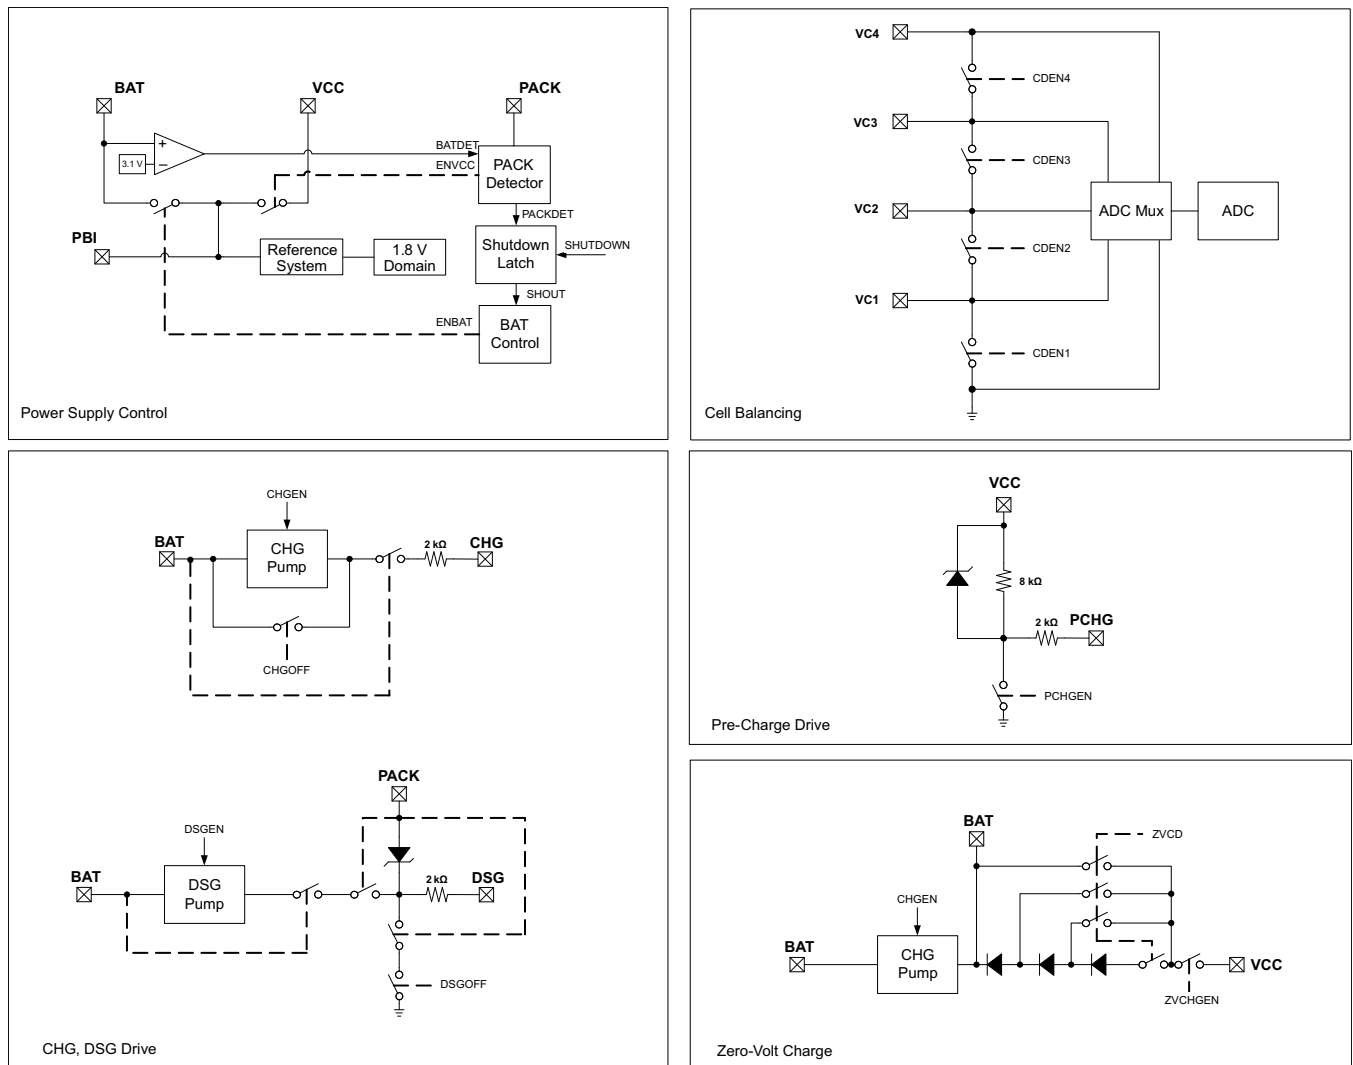 BAT
VCC
PACK
3.1 V
+
−
BATDET
ENVCC
PACK
Detector
PACKDET
PBI
Reference
System
1.8 V
Domain
Shutdown
Latch
SHUTDOWN
SHOUT
ENBAT
BAT
Control
Power Supply Control
VC4
CDEN4
VC3
CDEN3
VC2
ADC Mux
ADC
CDEN2
VC1
CDEN1
Cell Balancing
CHGEN
BAT
CHG
Pump
2 kΩ
CHG
CHGOFF
PACK
DSGEN
BAT
DSG
Pump
2 kΩ
DSG
DSGOFF
CHG, DSG Drive
VCC
8 kΩ
2 kΩ
PCHG
PCHGEN
Pre-Charge Drive
BAT
ZVCD
CHGEN
BAT
CHG
Pump
VCC
ZVCHGEN
Zero-Volt Charge